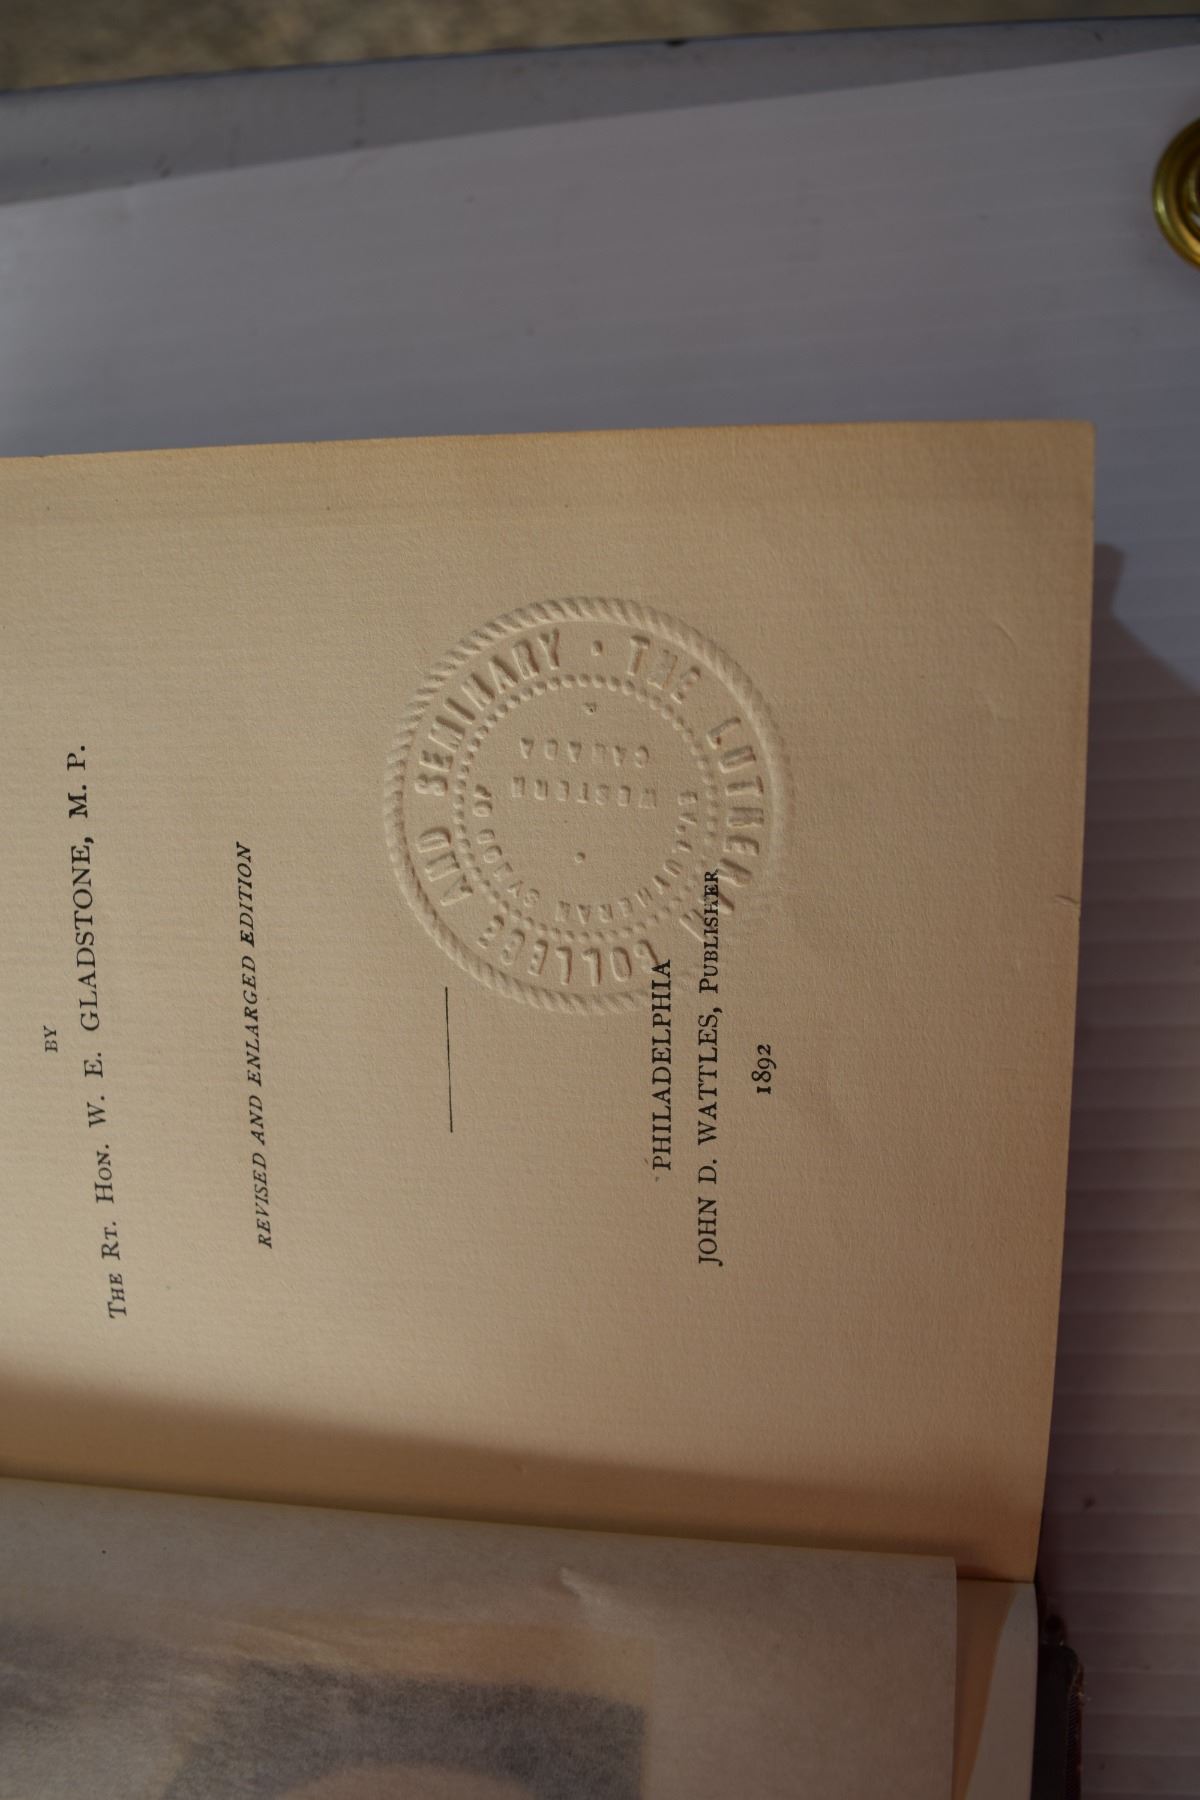 BY
THE RT. HON. W. E. GLADSTONE, M. P.
REVISED AND ENLARGED EDITION
PHILADELPHIA
JOHN D. WATTLES, PUBLISHER
1892
THE LUTHERAN COLLEGE AND SEMINARY
EV. LUTHERAN SYNOD OF
WESTERN
CANADA